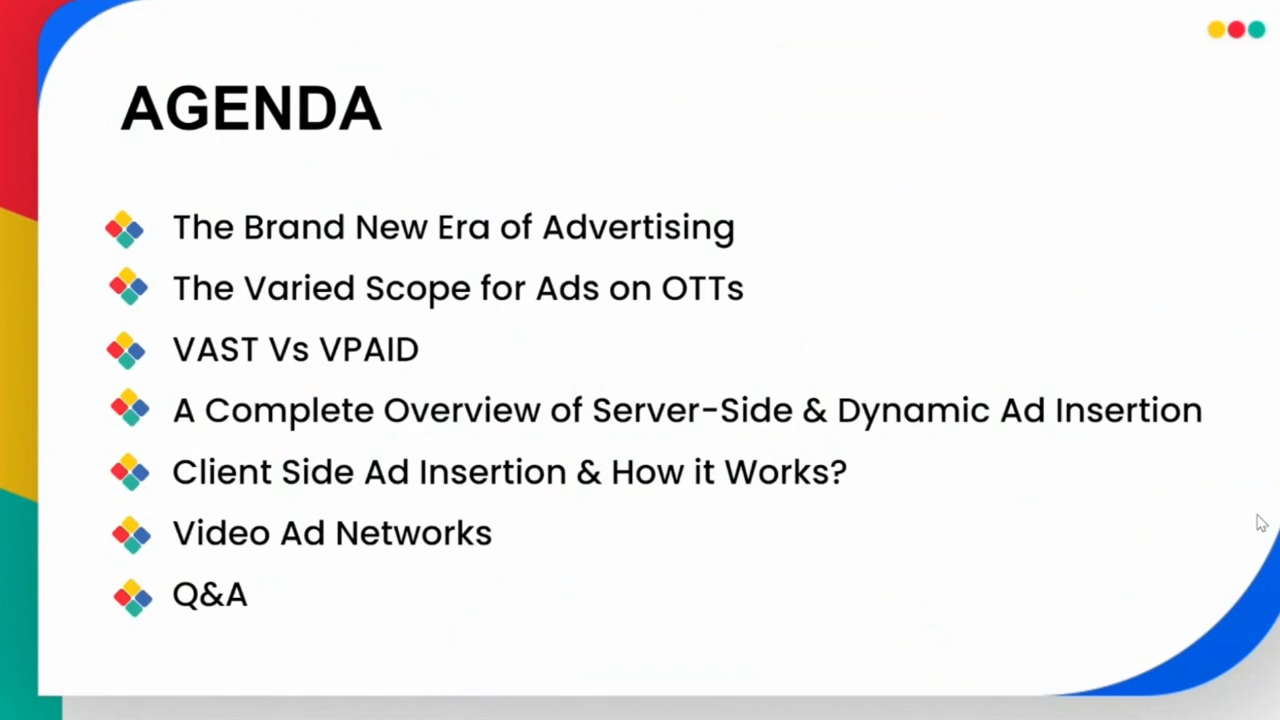 AGENDA
The Brand New Era of Advertising
The Varied Scope for Ads on OTTs
VAST Vs VPAID
A Complete Overview of Server-Side & Dynamic Ad Insertion
Client Side Ad Insertion & How it Works?
Video Ad Networks
Q&A